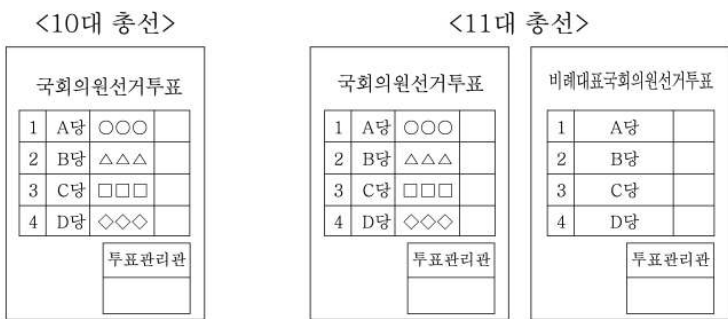 <10대 총선>
국회의원선거투표
1 A당 ○○○
2 B당 △△△
3 C당 □□□
4 D당 ◇◇◇
투표관리관
<11대 총선>
국회의원선거투표
1 A당 ○○○
2 B당 △△△
3 C당 □□□
4 D당 ◇◇◇
투표관리관
비례대표국회의원선거투표
1 A당
2 B당
3 C당
4 D당
투표관리관